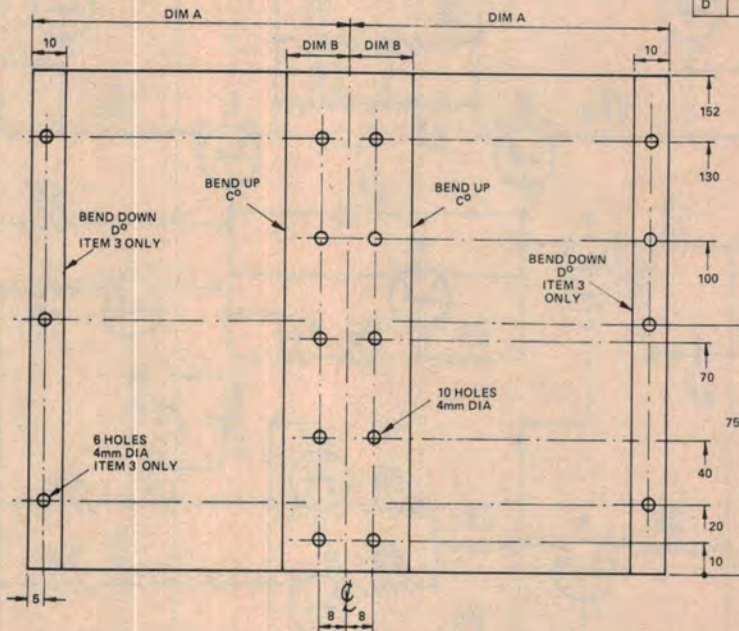 D
DIM A
DIM A
10
DIM B
DIM B
10
152
BEND UP
C°
BEND UP
C°
130
BEND DOWN
D°
ITEM 3 ONLY
BEND DOWN
D°
ITEM 3
ONLY
100
70
10 HOLES
4mm DIA
75
6 HOLES
4mm DIA
ITEM 3 ONLY
40
20
10
5
℄
8
8